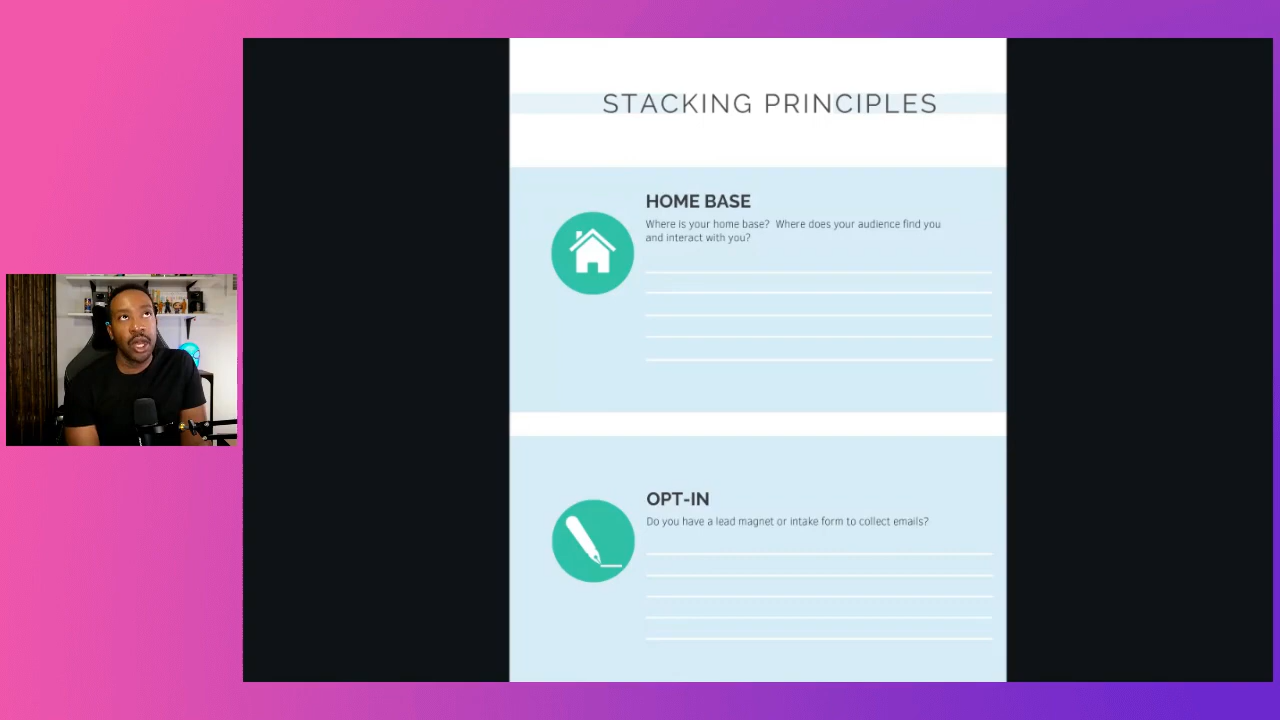 STACKING PRINCIPLES
HOME BASE
Where is your home base? Where does your audience find you
and interact with you?
OPT-IN
Do you have a lead magnet or intake form to collect emails?